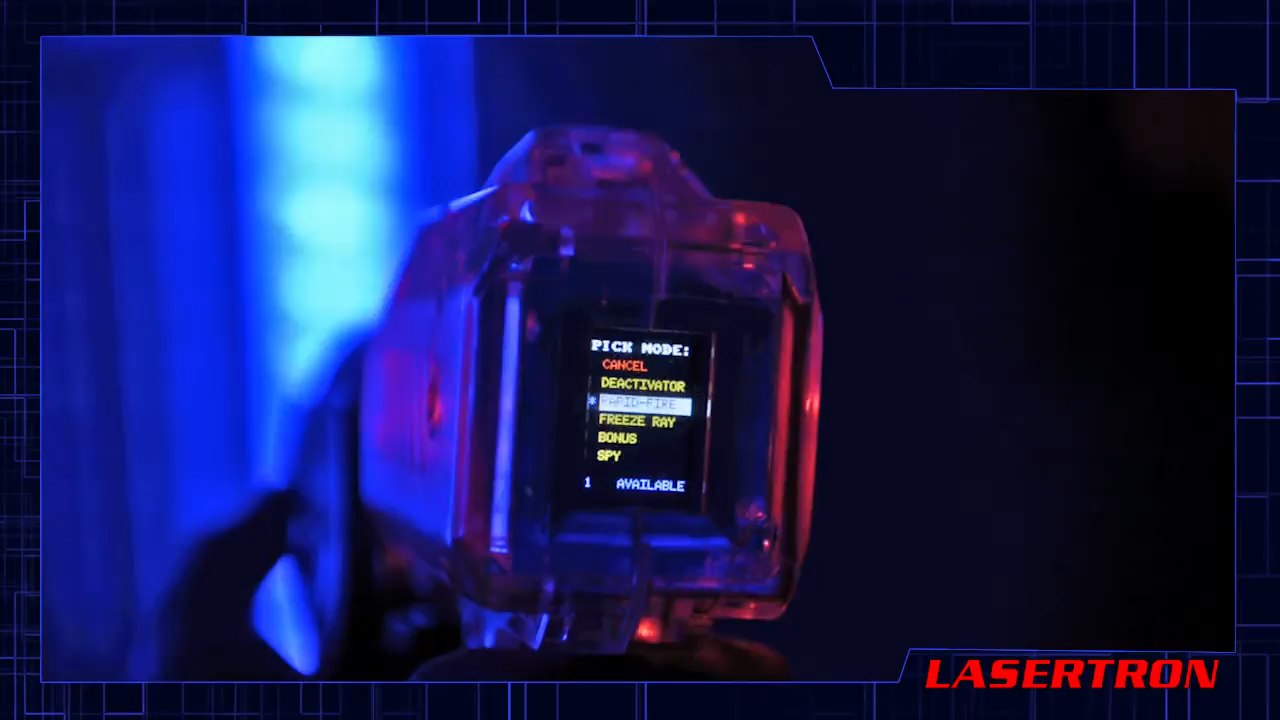 PICK MODE:
CANCEL
DEACTIVATOR
* RAPID-FIRE
FREEZE RAY
BONUS
SPY
1 AVAILABLE
LASERTRON